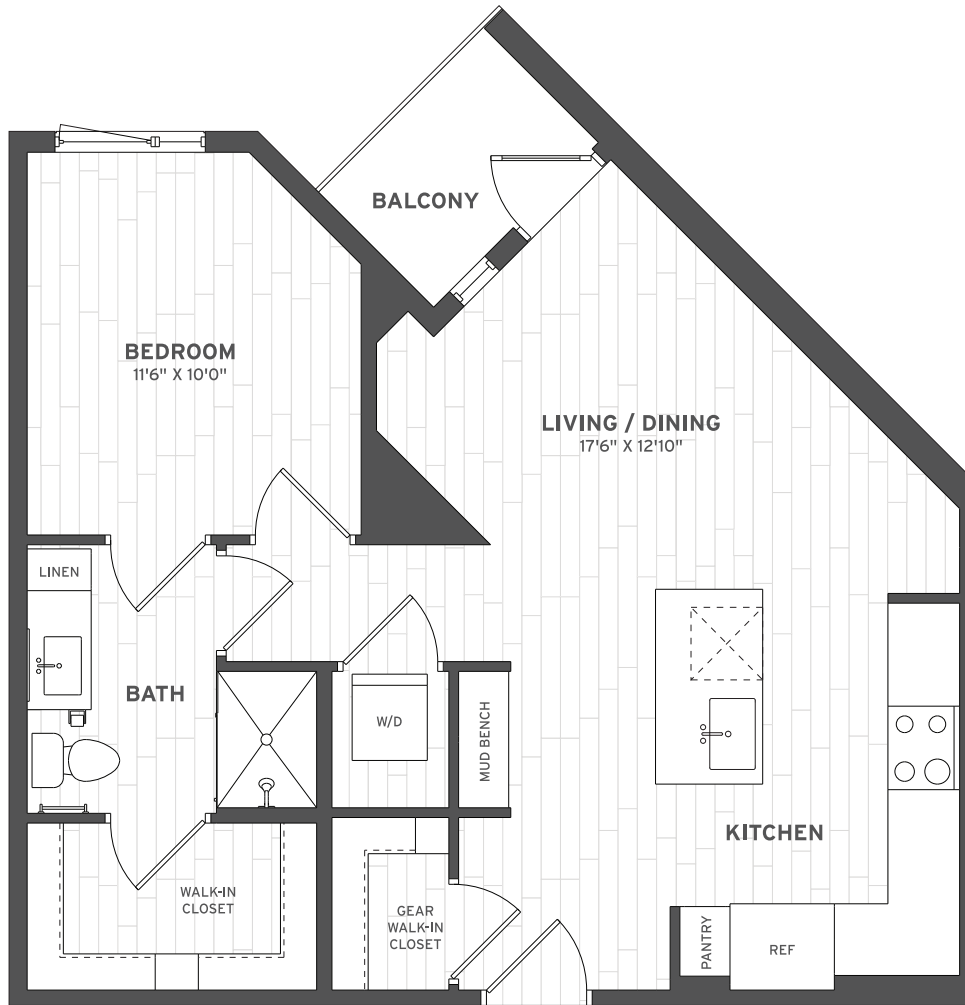 BALCONY
BEDROOM
11'6" X 10'0"
LIVING / DINING
17'6" X 12'10"
LINEN
BATH
W/D
MUD BENCH
KITCHEN
WALK-IN
CLOSET
GEAR
WALK-IN
CLOSET
PANTRY
REF